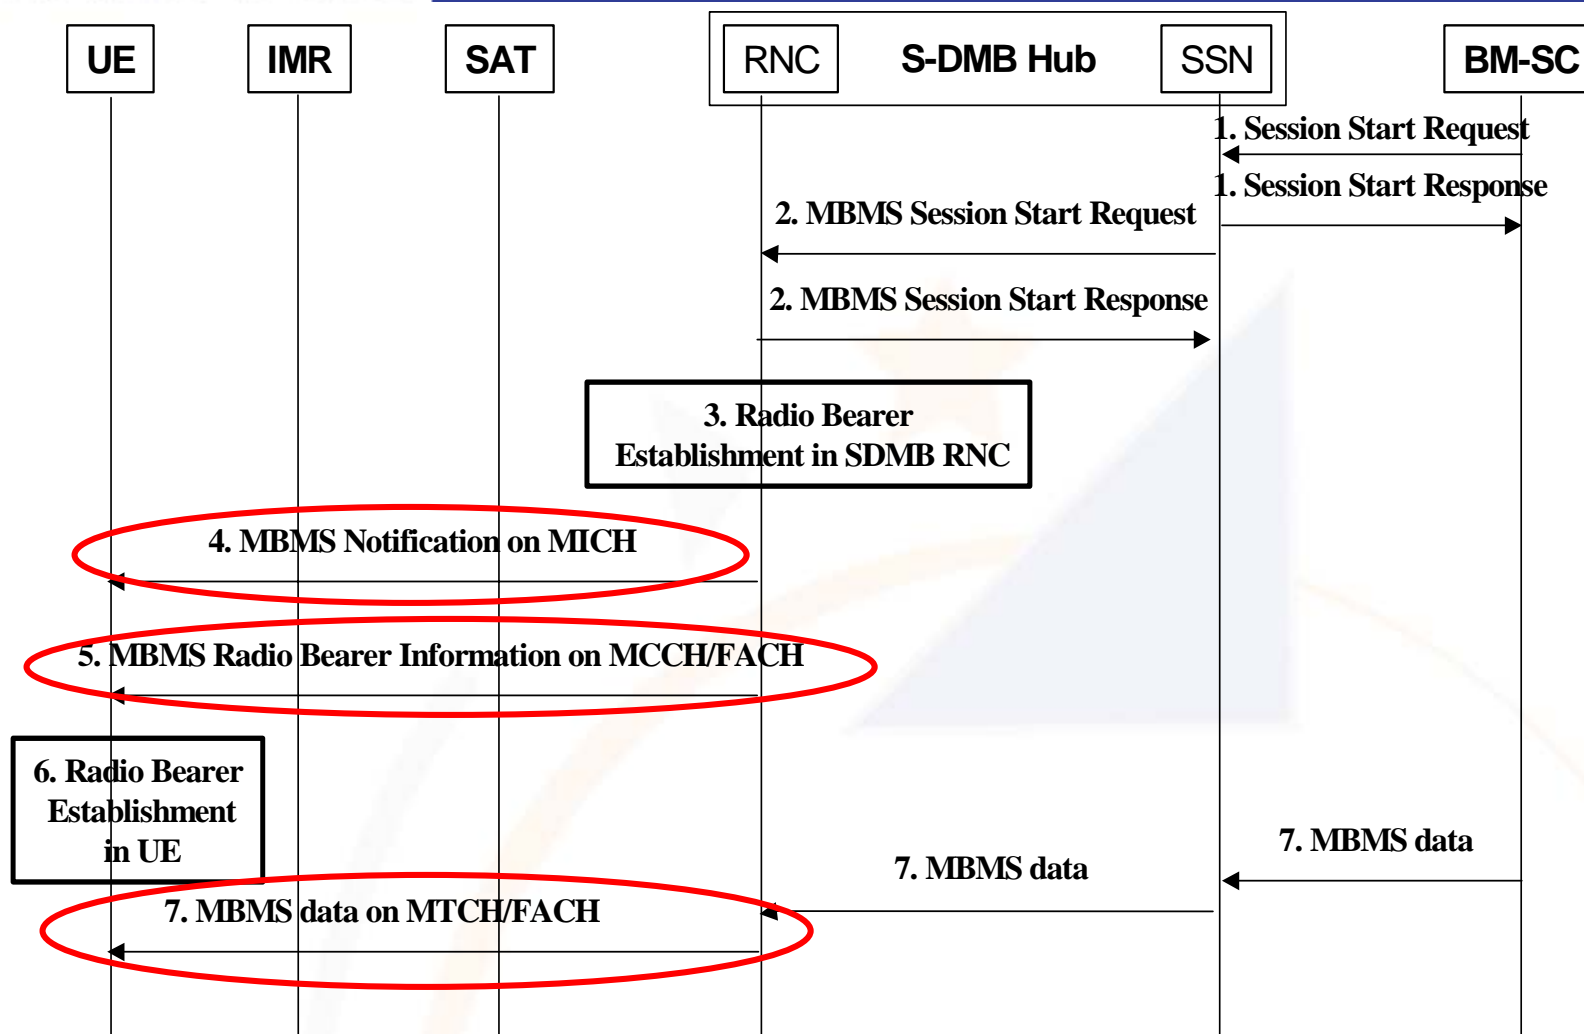 UE
IMR
SAT
RNC
S-DMB Hub
SSN
BM-SC
1. Session Start Request
1. Session Start Response
2. MBMS Session Start Request
2. MBMS Session Start Response
3. Radio Bearer
Establishment in SDMB RNC
4. MBMS Notification on MICH
5. MBMS Radio Bearer Information on MCCH/FACH
6. Radio Bearer
Establishment
in UE
7. MBMS data
7. MBMS data
7. MBMS data on MTCH/FACH